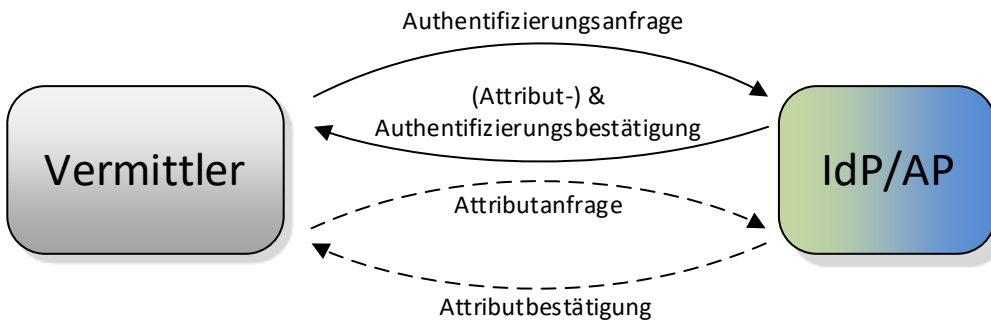 Authentifizierungsanfrage
(Attribut-) &
Authentifizierungsbestätigung
Vermittler
IdP/AP
Attributanfrage
Attributbestätigung